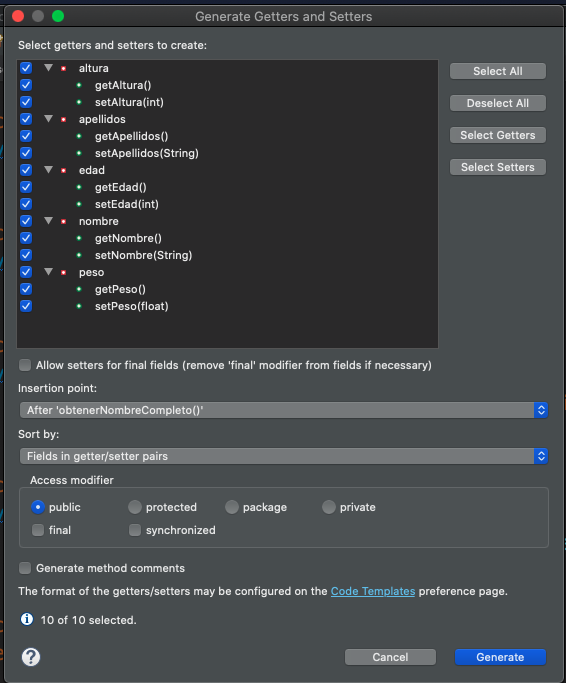 Generate Getters and Setters
Select getters and setters to create:
altura
getAltura()
setAltura(int)
apellidos
getApellidos()
setApellidos(String)
edad
getEdad()
setEdad(int)
nombre
getNombre()
setNombre(String)
peso
getPeso()
setPeso(float)
Select All
Deselect All
Select Getters
Select Setters
Allow setters for final fields (remove 'final' modifier from fields if necessary)
Insertion point:
After 'obtenerNombreCompleto()'
Sort by:
Fields in getter/setter pairs
Access modifier
public protected package private
final synchronized
Generate method comments
The format of the getters/setters may be configured on the Code Templates preference page.
i 10 of 10 selected.
? Cancel Generate